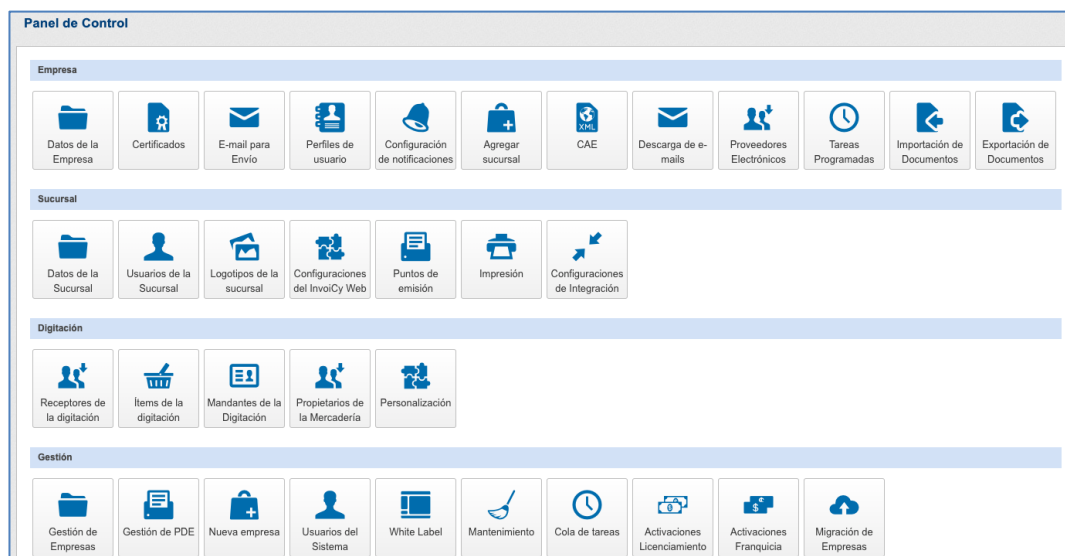 Panel de Control
Empresa
Datos de la
Empresa
Certificados
E-mail para
Envío
Perfiles de
usuario
Configuración
de notificaciones
Agregar
sucursal
XML
CAE
Descarga de e-
mails
Proveedores
Electrónicos
Tareas
Programadas
Importación de
Documentos
Exportación de
Documentos
Sucursal
Datos de la
Sucursal
Usuarios de la
Sucursal
Logotipos de la
sucursal
Configuraciones
del InvoiCy Web
Puntos de
emisión
Impresión
Configuraciones
de Integración
Digitación
Receptores de
la digitación
Ítems de la
digitación
Mandantes de la
Digitación
Propietarios de
la Mercadería
Personalización
Gestión
Gestión de
Empresas
Gestión de PDE
Nueva empresa
Usuarios del
Sistema
White Label
Mantenimiento
Cola de tareas
Activaciones
Licenciamiento
Activaciones
Franquicia
Migración de
Empresas